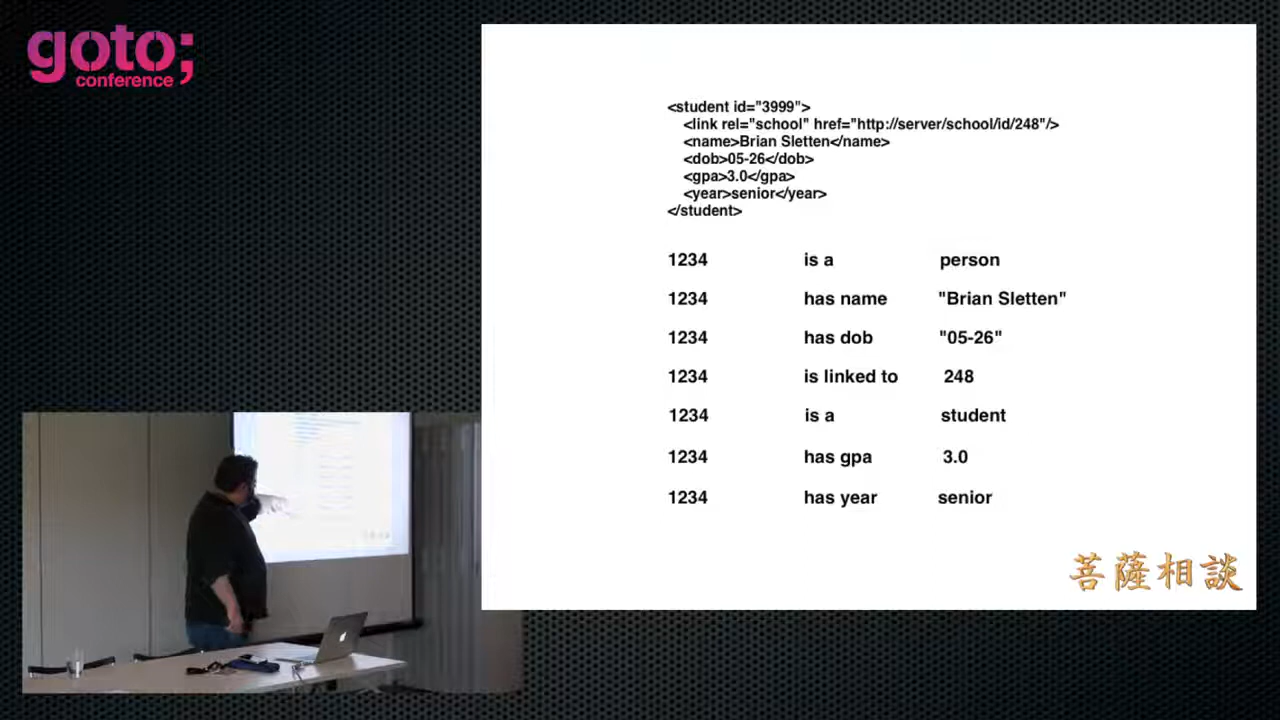 goto;
conference
<student id="3999">
<link rel="school" href="http://server/school/id/248"/>
<name>Brian Sletten</name>
<dob>05-26</dob>
<gpa>3.0</gpa>
<year>senior</year>
</student>
1234 is a person
1234 has name "Brian Sletten"
1234 has dob "05-26"
1234 is linked to 248
1234 is a student
1234 has gpa 3.0
1234 has year senior
菩薩相談